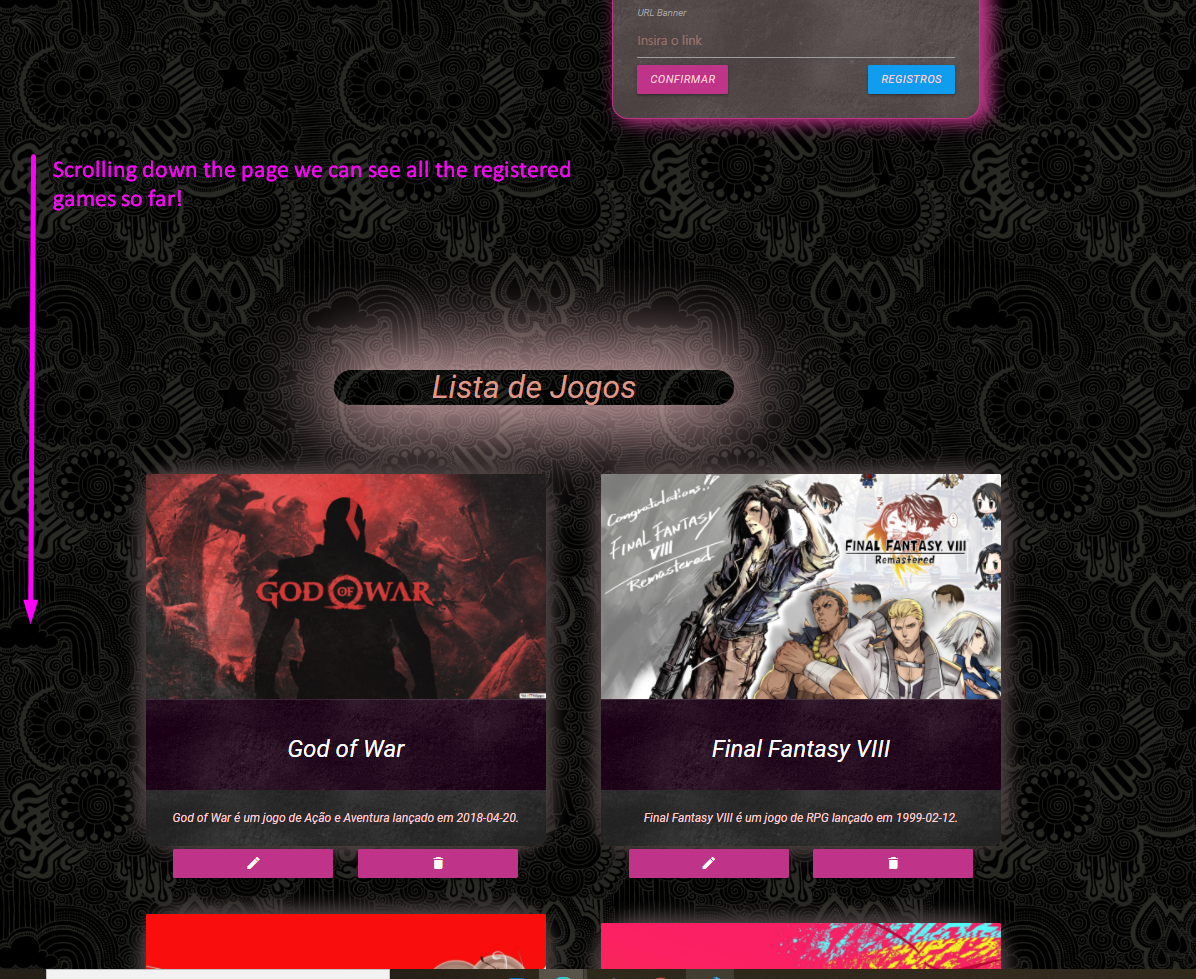 URL Banner
Insira o link
CONFIRMAR
REGISTROS
Scrolling down the page we can see all the registered
games so far!
Lista de Jogos
GOD OF WAR
Congratulations!!
FINAL FANTASY
VIII
Remastered
FINAL FANTASY VIII
Remastered
God of War
Final Fantasy VIII
God of War é um jogo de Ação e Aventura lançado em 2018-04-20.
Final Fantasy VIII é um jogo de RPG lançado em 1999-02-12.